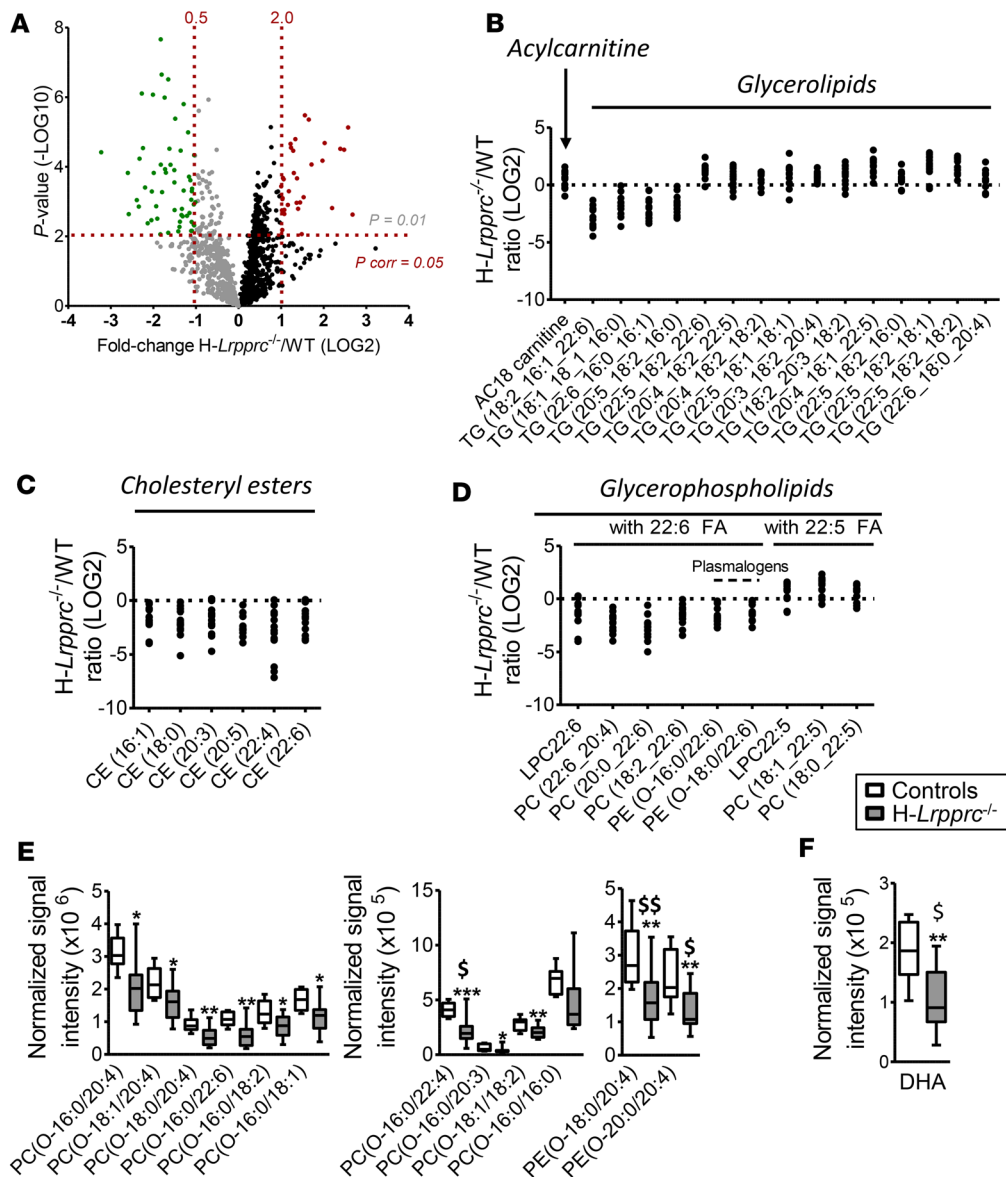 A
0.5
2.0
10
8
6
4
2
0
P-value (-LOG10)
P = 0.01
P corr = 0.05
-4
-3
-2
-1
0
1
2
3
4
Fold-change H-Lrpprc-/-/WT (LOG2)
B
Acylcarnitine
Glycerolipids
5
0
-5
-10
H-Lrpprc-/-/WT
ratio (LOG2)
AC18 carnitine
TG (18:2_16:1_22:6)
TG (18:1_18_1_16:0)
TG (22:6_16:0_16:1)
TG (20:5_18:2_16:0)
TG (22:5_18:2_22:6)
TG (20:4_18:2_22:5)
TG (20:4_18:2_18:2)
TG (22:5_18:1_18:1)
TG (20:3_18:2_20:4)
TG (18:2_20:3_18:2)
TG (20:4_18:1_22:5)
TG (22:5_18:2_16:0)
TG (22:5_18:2_18:1)
TG (22:5_18:2_18:2)
TG (22:6_18:0_20:4)
C
Cholesteryl esters
5
0
-5
-10
H-Lrpprc-/-/WT
ratio (LOG2)
CE (16:1)
CE (18:0)
CE (20:3)
CE (20:5)
CE (22:4)
CE (22:6)
D
Glycerophospholipids
with 22:6 FA
with 22:5 FA
Plasmalogens
5
0
-5
-10
H-Lrpprc-/-/WT
ratio (LOG2)
LPC22:6
PC (22:6_20:4)
PC (20:0_22:6)
PC (18:2_22:6)
PE (O-16:0/22:6)
PE (O-18:0/22:6)
LPC22:5
PC (18:1_22:5)
PC (18:0_22:5)
Controls
H-Lrpprc-/-
E
5
4
3
2
1
0
Normalized signal
intensity (x10 6)
*
*
**
**
*
*
PC(O-16:0/20:4)
PC(O-18:1/20:4)
PC(O-18:0/20:4)
PC(O-16:0/22:6)
PC(O-16:0/18:2)
PC(O-16:0/18:1)
15
10
5
0
Normalized signal
intensity (x10 5)
$
***
*
**
PC(O-16:0/22:4)
PC(O-16:0/20:3)
PC(O-18:1/18:2)
PC(O-16:0/16:0)
5
4
3
2
1
0
$$
**
$
**
PE(O-18:0/20:4)
PE(O-20:0/20:4)
F
3
2
1
0
Normalized signal
intensity (x10 5)
$
**
DHA